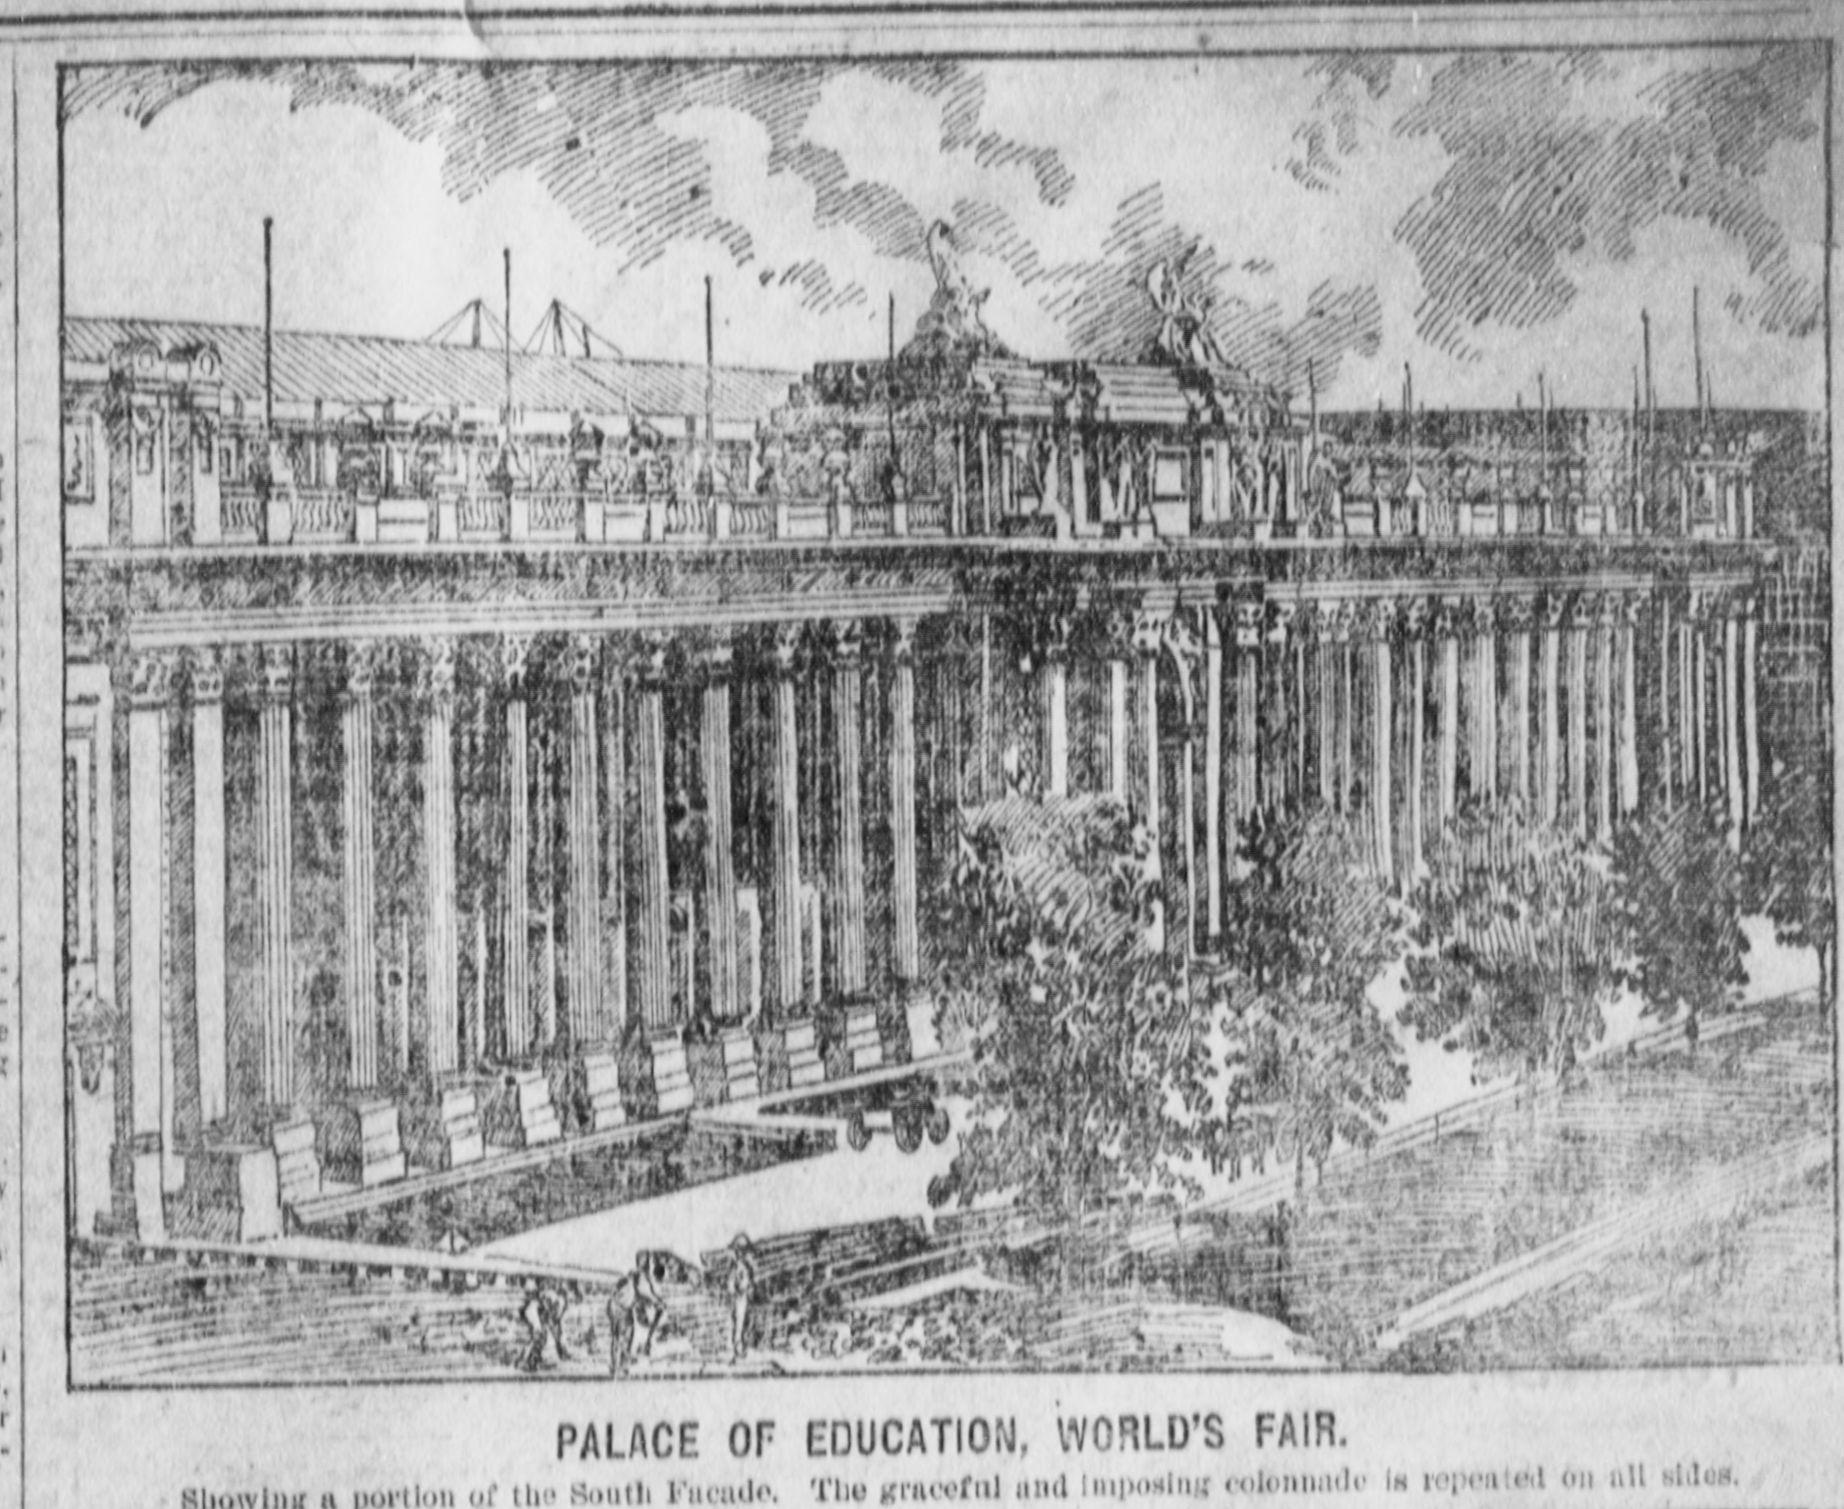 PALACE OF EDUCATION, WORLD'S FAIR.
Showing a portion of the South Facade. The graceful and imposing colonnade is repeated on all sides.